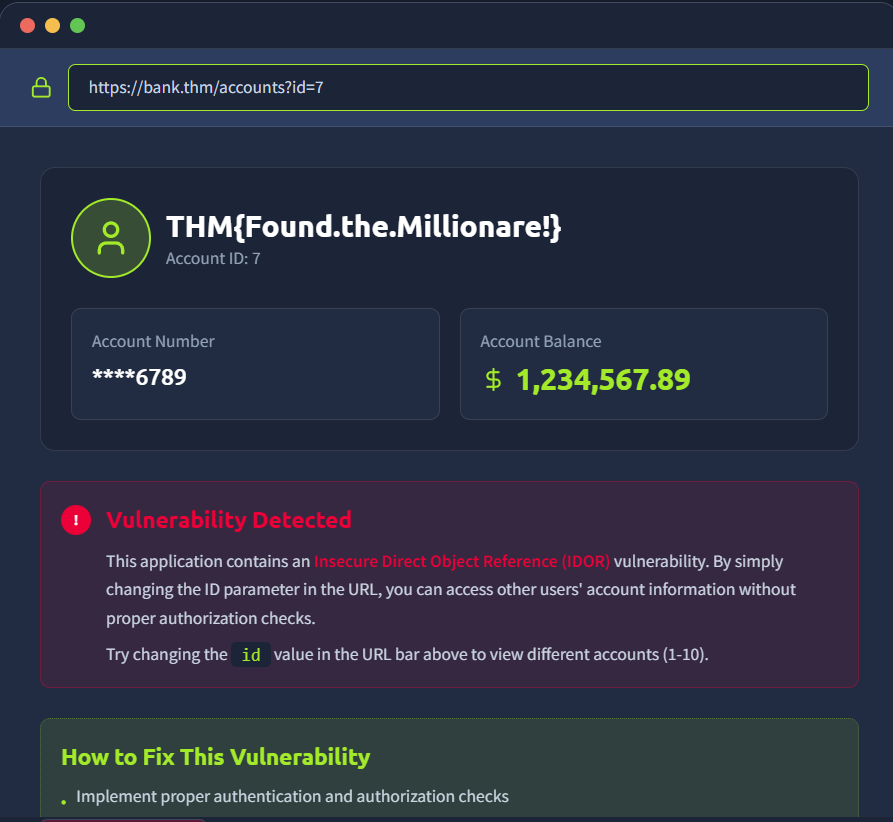 https://bank.thm/accounts?id=7
THM{Found.the.Millionare!}
Account ID: 7
Account Number
****6789
Account Balance
$ 1,234,567.89
! Vulnerability Detected
This application contains an Insecure Direct Object Reference (IDOR) vulnerability. By simply
changing the ID parameter in the URL, you can access other users' account information without
proper authorization checks.
Try changing the id value in the URL bar above to view different accounts (1-10).
How to Fix This Vulnerability
• Implement proper authentication and authorization checks